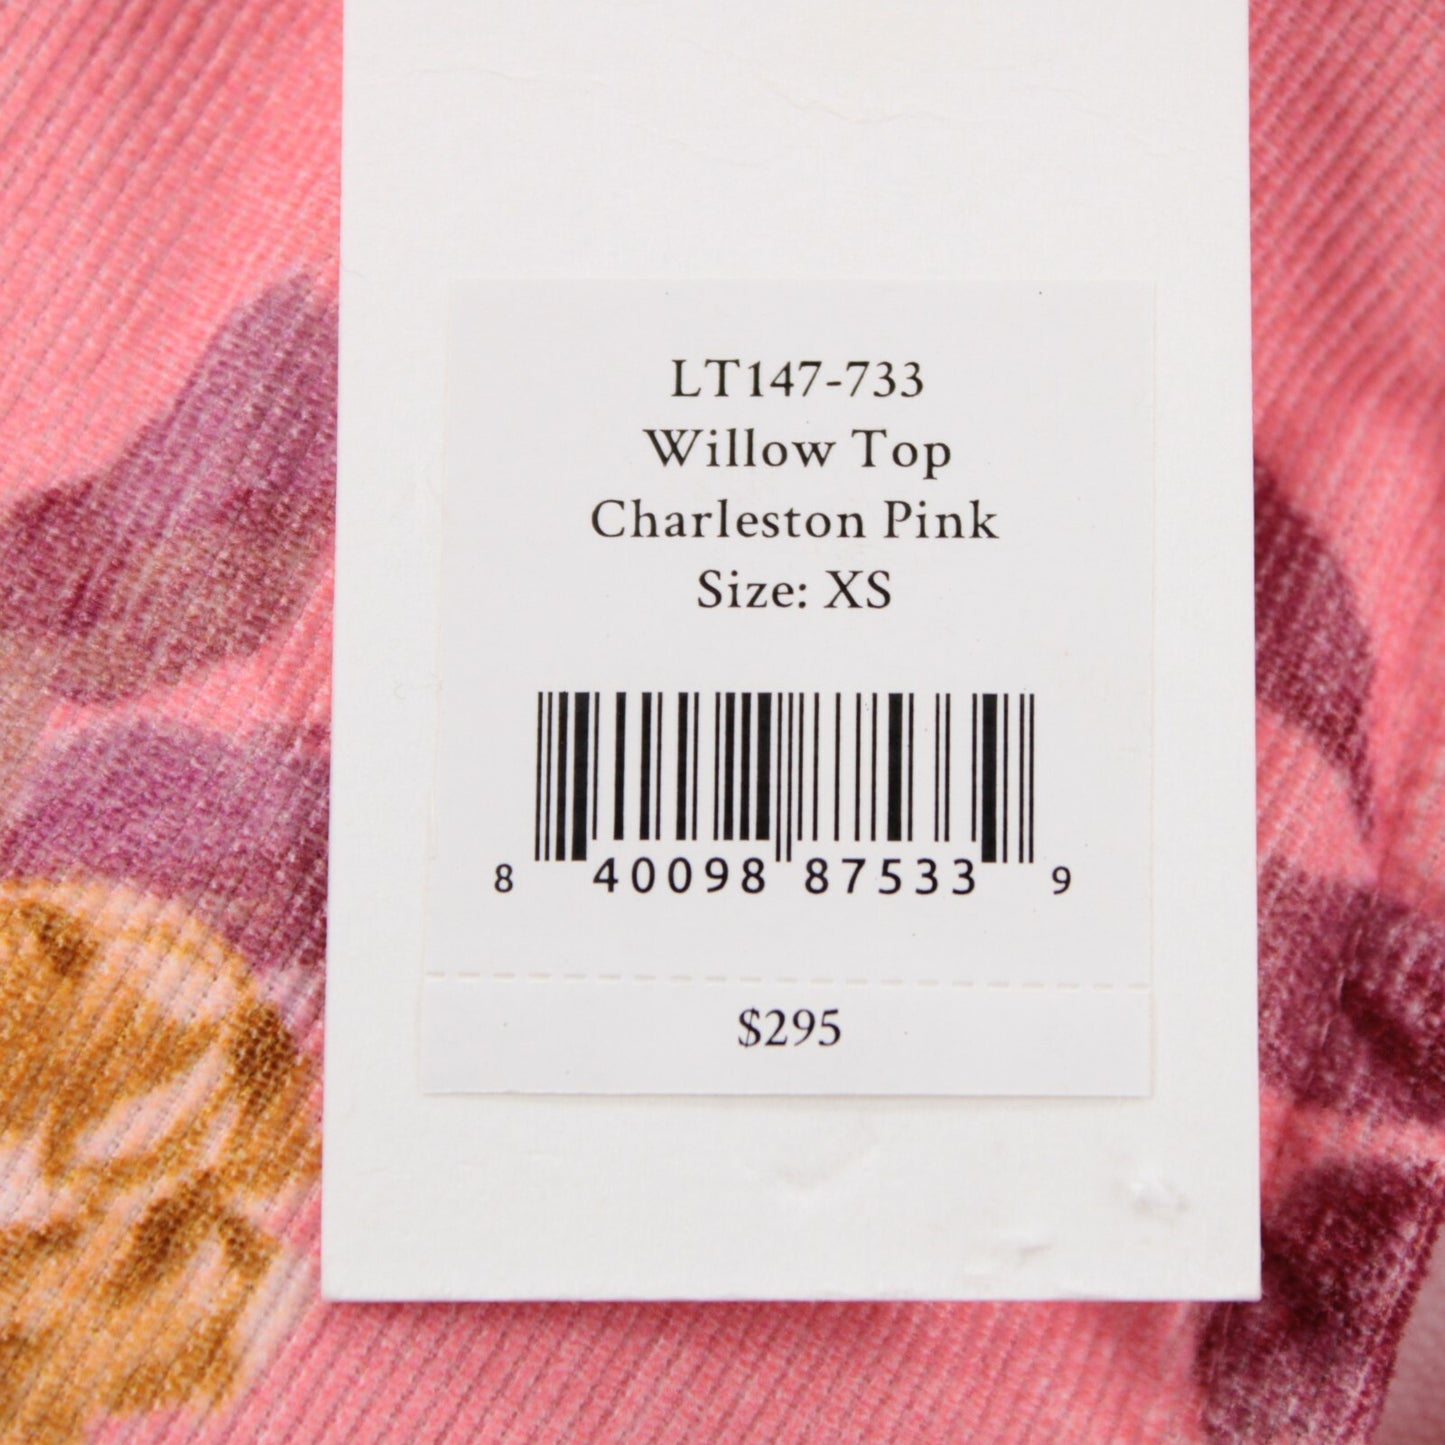 LT147-733
Willow Top
Charleston Pink
Size: XS
8 40098 87533 9
$295